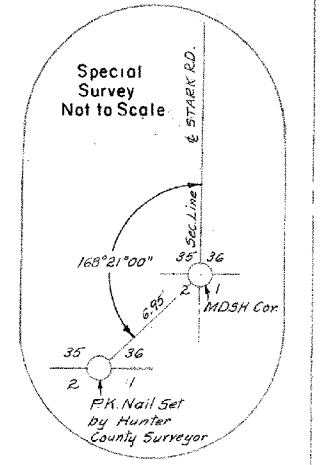 Special
Survey
Not to Scale
℄ STARK RD.
Sec. Line
168°21'00"
35 36
2 1
MDSH Cor.
6.95'
35 36
2 1
P.K. Nail Set
by Hunter
County Surveyor